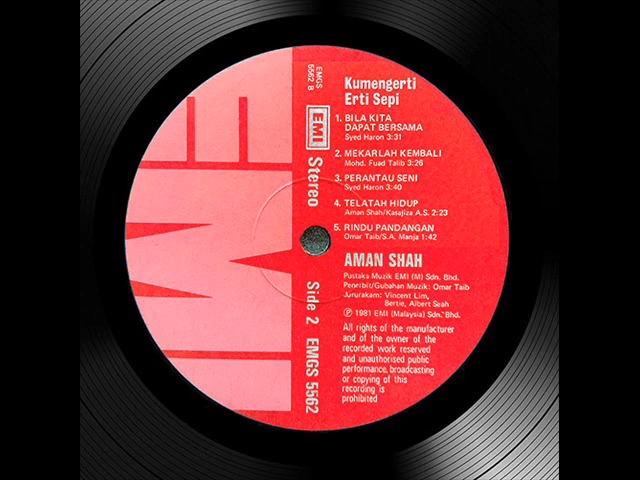 EMGS
5562 B
EMI
Stereo
Side 2 EMGS 5562
Kumengerti
Erti Sepi
1. BILA KITA
DAPAT BERSAMA
Syed Haron 3:31
2. MEKARLAH KEMBALI
Mohd. Fuad Talib 3:26
3. PERANTAU SENI
Syed Haron 3:40
4. TELATAH HIDUP
Aman Shah/Kasajiza A.S. 2:23
5. RINDU PANDANGAN
Omar Taib/S.A. Manja 1:42
AMAN SHAH
Pustaka Muzik EMI (M) Sdn. Bhd.
Penerbit/Gubahan Muzik: Omar Taib
Jururakam: Vincent Lim,
Bertie, Albert Seah
Ⓟ 1981 EMI (Malaysia) Sdn. Bhd.
All rights of the manufacturer
and of the owner of the
recorded work reserved
and unauthorised public
performance, broadcasting
or copying of this
recording is
prohibited
EMI